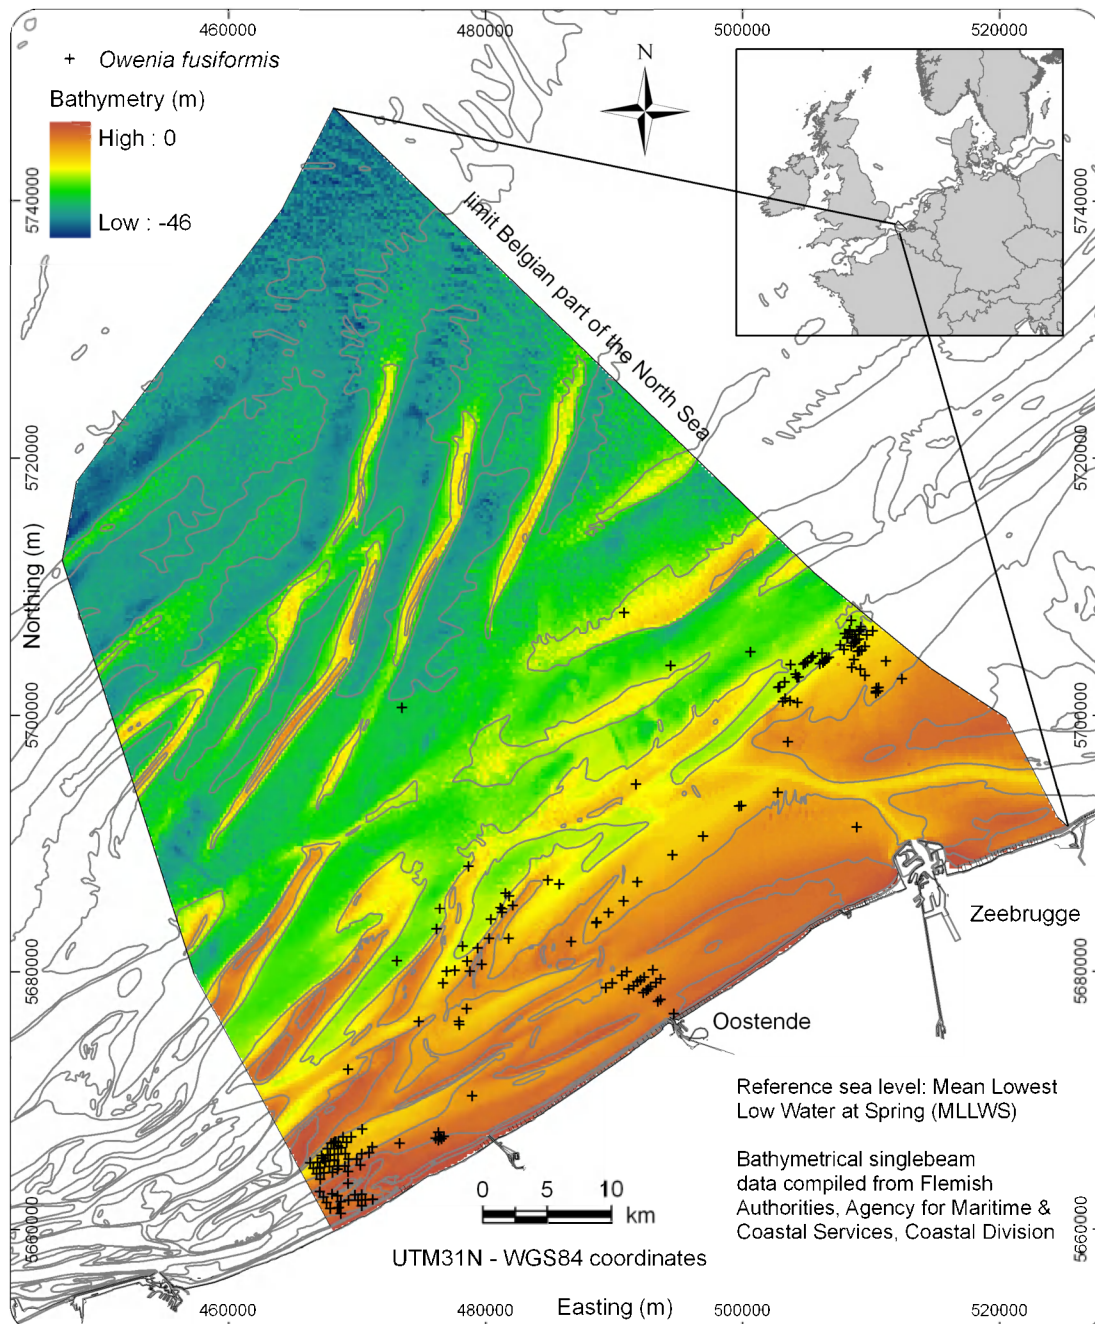 460000
480000
500000
520000
+ Owenia fusiformis
Bathymetry (m)
High : 0
Low : -46
N
limit Belgian part of the North Sea
5740000
5740000
5720000
5720000
Northing (m)
5700000
5700000
5680000
5680000
5660000
5660000
Zeebrugge
Oostende
Reference sea level: Mean Lowest
Low Water at Spring (MLLWS)
Bathymetrical singlebeam
data compiled from Flemish
Authorities, Agency for Maritime &
Coastal Services, Coastal Division
0 5 10
km
UTM31N - WGS84 coordinates
460000
480000
500000
520000
Easting (m)